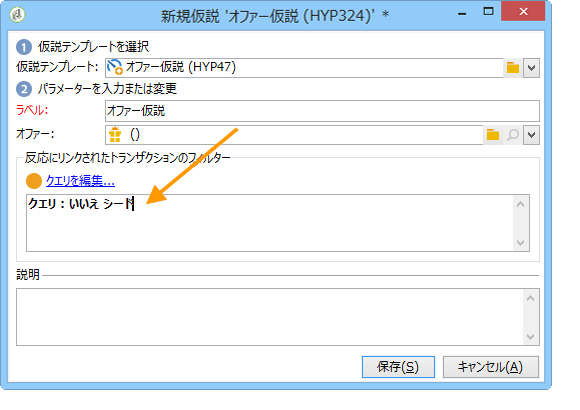 新規仮説 'オファー仮説 (HYP324)' *
1 仮説テンプレートを選択
仮説テンプレート: オファー仮説 (HYP47)
2 パラメーターを入力または変更
ラベル: オファー仮説
オファー: ()
反応にリンクされたトランザクションのフィルター
クエリを編集...
クエリ : いいえ シード
説明
保存(S) キャンセル(A)